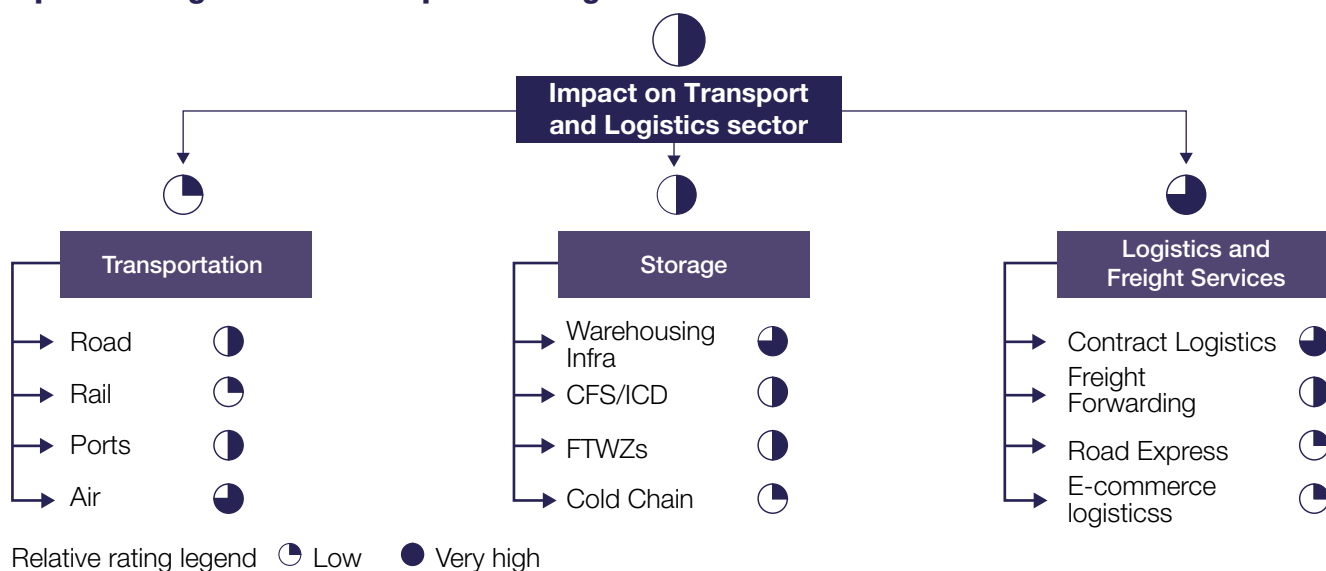 Impact on Transport
and Logistics sector
Transportation
Storage
Logistics and
Freight Services
Road
Rail
Ports
Air
Warehousing
Infra
CFS/ICD
FTWZs
Cold Chain
Contract Logistics
Freight
Forwarding
Road Express
E-commerce
logisticss
Relative rating legend Low Very high